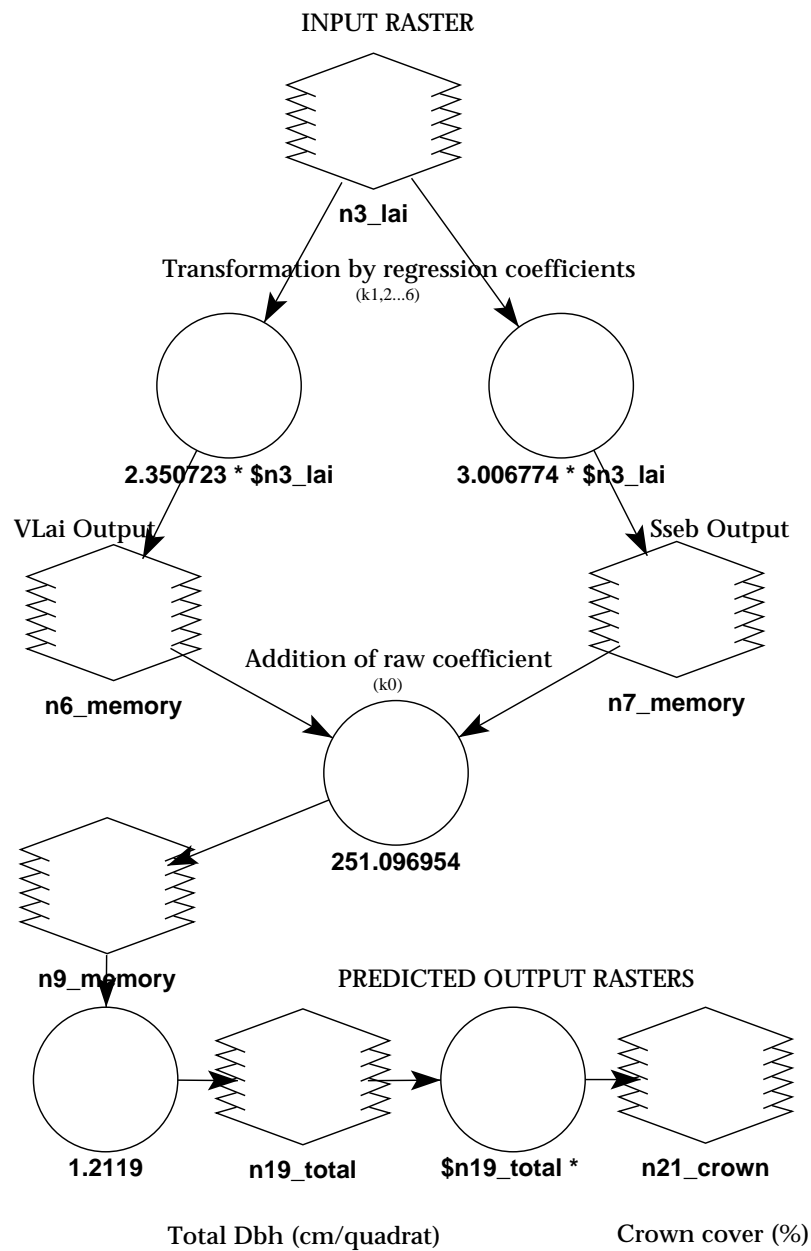 INPUT RASTER
n3_lai
Transformation by regression coefficients
(k1,2...6)
2.350723 * $n3_lai
3.006774 * $n3_lai
VLai Output
Sseb Output
n6_memory
n7_memory
Addition of raw coefficient
(k0)
251.096954
n9_memory
PREDICTED OUTPUT RASTERS
1.2119
n19_total
$n19_total *
n21_crown
Total Dbh (cm/quadrat)
Crown cover (%)